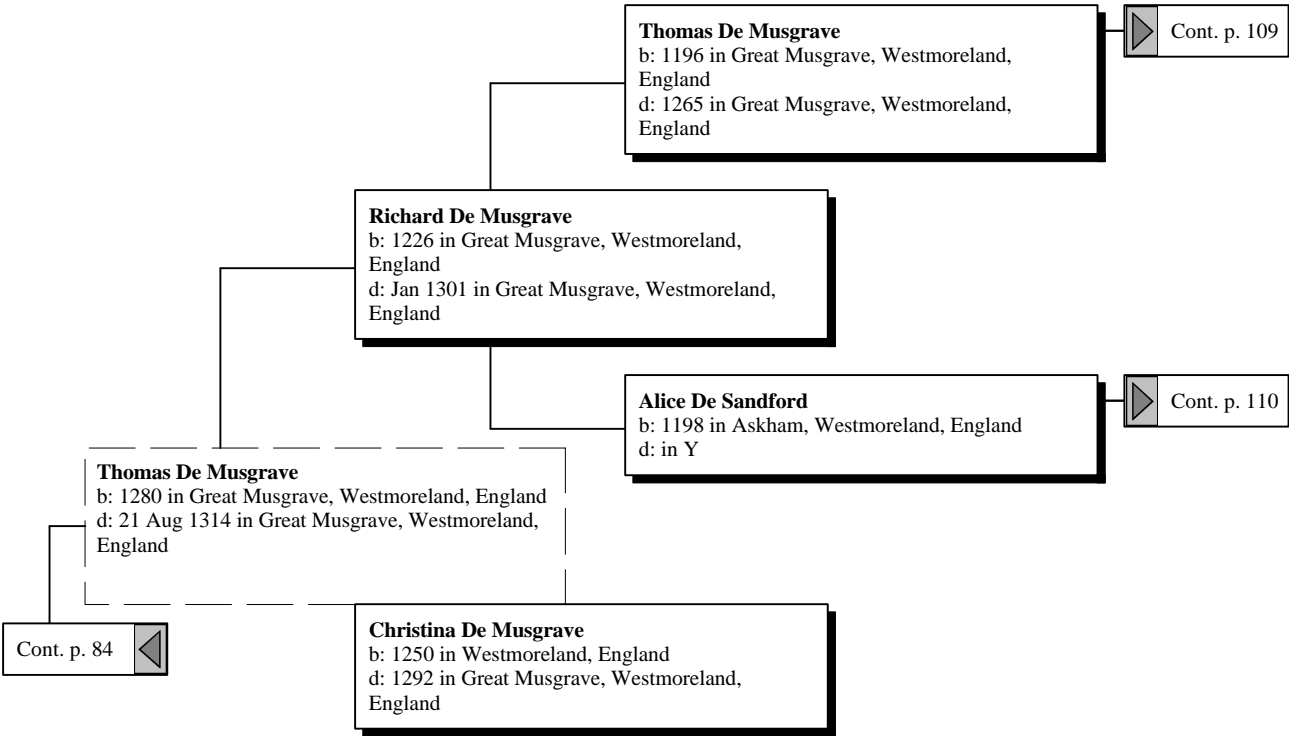 Thomas De Musgrave
b: 1196 in Great Musgrave, Westmoreland,
England
d: 1265 in Great Musgrave, Westmoreland,
England
Cont. p. 109
Richard De Musgrave
b: 1226 in Great Musgrave, Westmoreland,
England
d: Jan 1301 in Great Musgrave, Westmoreland,
England
Alice De Sandford
b: 1198 in Askham, Westmoreland, England
d: in Y
Cont. p. 110
Thomas De Musgrave
b: 1280 in Great Musgrave, Westmoreland, England
d: 21 Aug 1314 in Great Musgrave, Westmoreland,
England
Cont. p. 84
Christina De Musgrave
b: 1250 in Westmoreland, England
d: 1292 in Great Musgrave, Westmoreland,
England